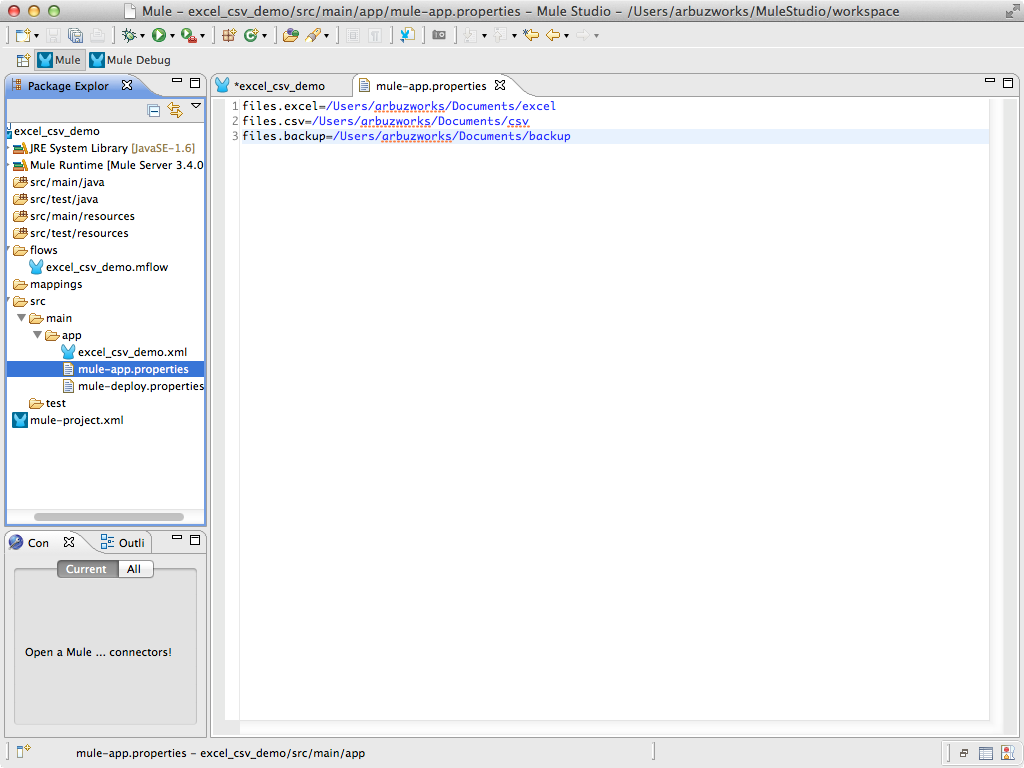 Mule – excel_csv_demo/src/main/app/mule-app.properties – Mule Studio – /Users/arbuzworks/MuleStudio/workspace
Mule
Mule Debug
Package Explor
excel_csv_demo
JRE System Library [JavaSE-1.6]
Mule Runtime [Mule Server 3.4.0
src/main/java
src/test/java
src/main/resources
src/test/resources
flows
excel_csv_demo.mflow
mappings
src
main
app
excel_csv_demo.xml
mule-app.properties
mule-deploy.properties
test
mule-project.xml
*excel_csv_demo
mule-app.properties
1 files.excel=/Users/arbuzworks/Documents/excel
2 files.csv=/Users/arbuzworks/Documents/csv
3 files.backup=/Users/arbuzworks/Documents/backup
Con
Outli
Current
All
Open a Mule ... connectors!
mule-app.properties – excel_csv_demo/src/main/app